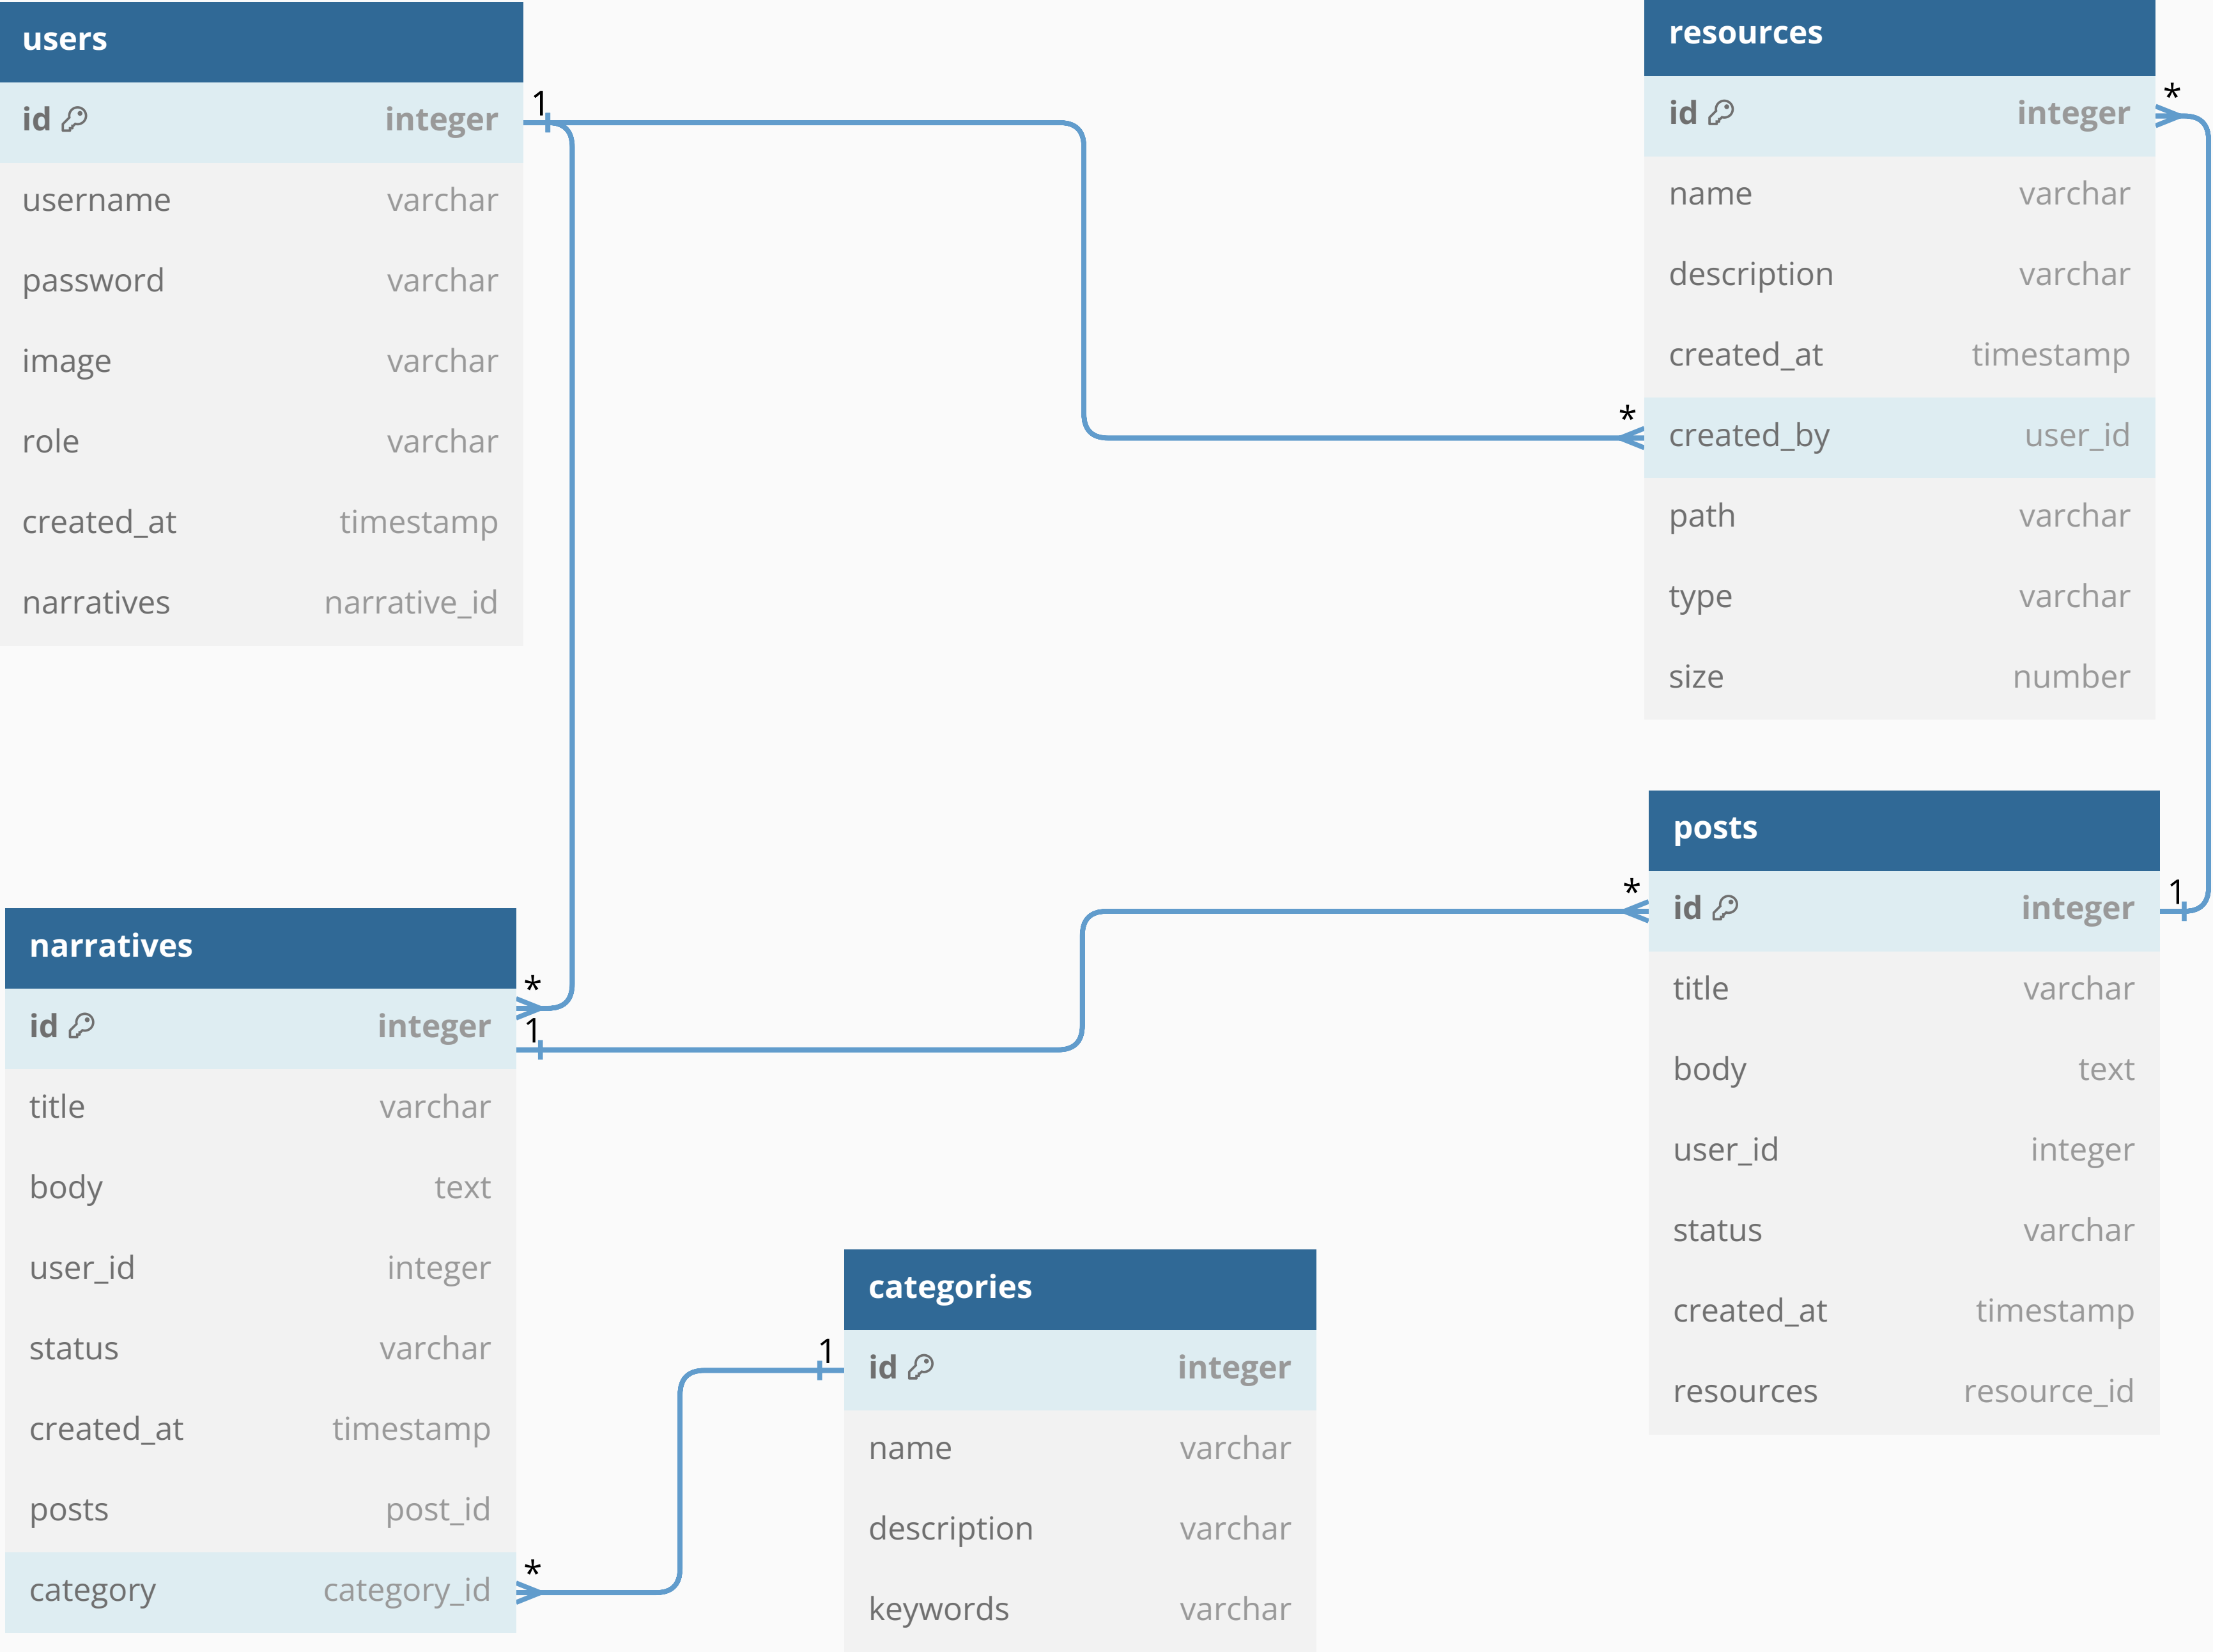 users
id integer
username varchar
password varchar
image varchar
role varchar
created_at timestamp
narratives narrative_id
1
resources
id integer
name varchar
description varchar
created_at timestamp
created_by user_id
path varchar
type varchar
size number
*
*
narratives
id integer
title varchar
body text
user_id integer
status varchar
created_at timestamp
posts post_id
category category_id
*
1
*
categories
id integer
name varchar
description varchar
keywords varchar
1
posts
id integer
title varchar
body text
user_id integer
status varchar
created_at timestamp
resources resource_id
*
1